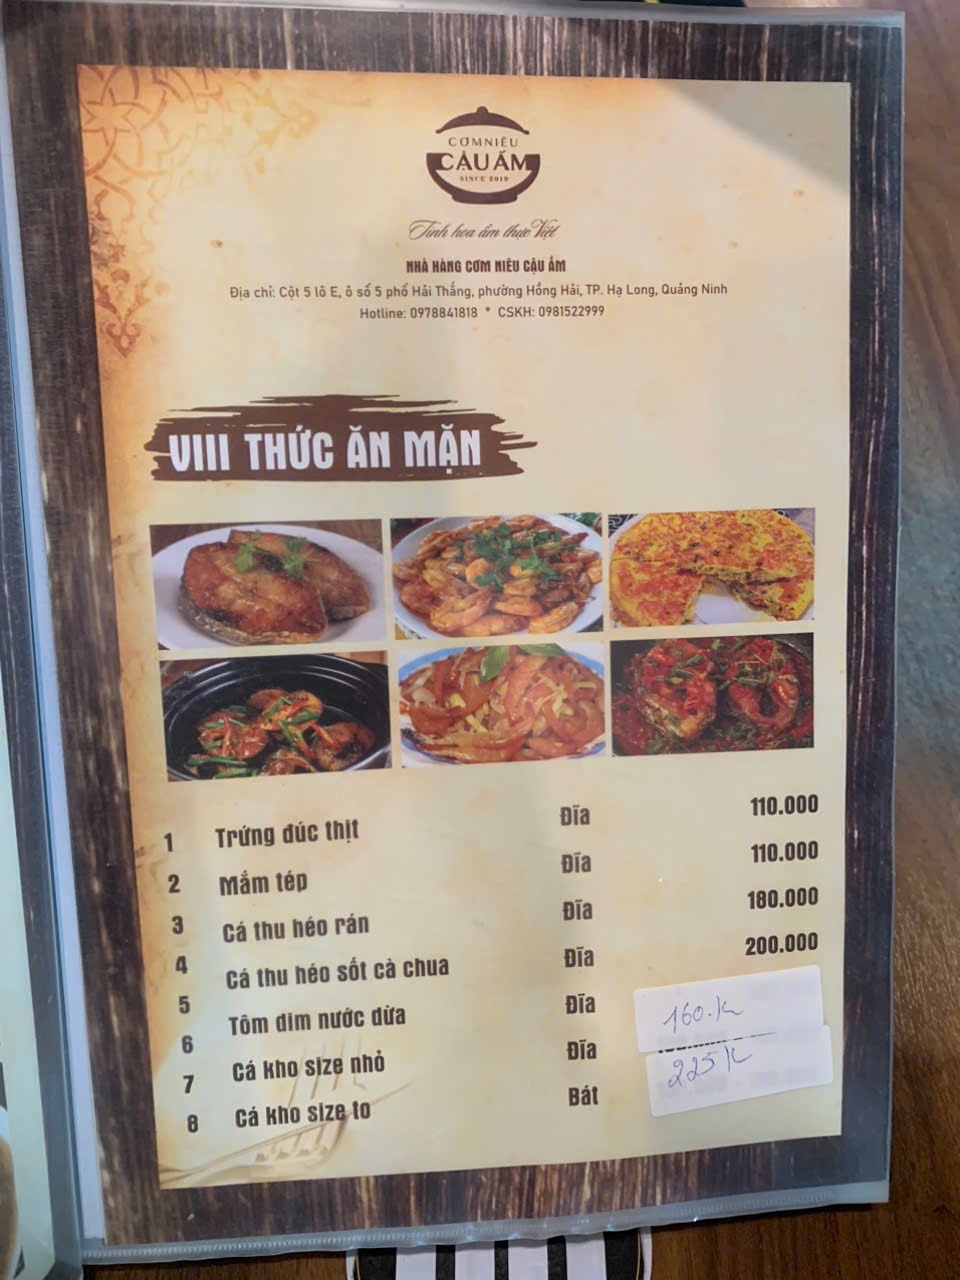 CƠM NIÊU
CẬU ẤM
SINCE 2019
Tinh hoa ẩm thực Việt
NHÀ HÀNG CƠM NIÊU CẬU ẤM
Địa chỉ: Cột 5 lô E, ô số 5 phố Hải Thắng, phường Hồng Hải, TP. Hạ Long, Quảng Ninh
Hotline: 0978841818 * CSKH: 0981522999
VIII THỨC ĂN MẶN
1 Trứng đúc thịt Đĩa 110.000
2 Mắm tép Đĩa 110.000
3 Cá thu héo rán Đĩa 180.000
4 Cá thu héo sốt cà chua Đĩa 200.000
5 Tôm dim nước dừa Đĩa 160.k
6 Cá kho size nhỏ Đĩa 225k
7 Cá kho size to Bát
8